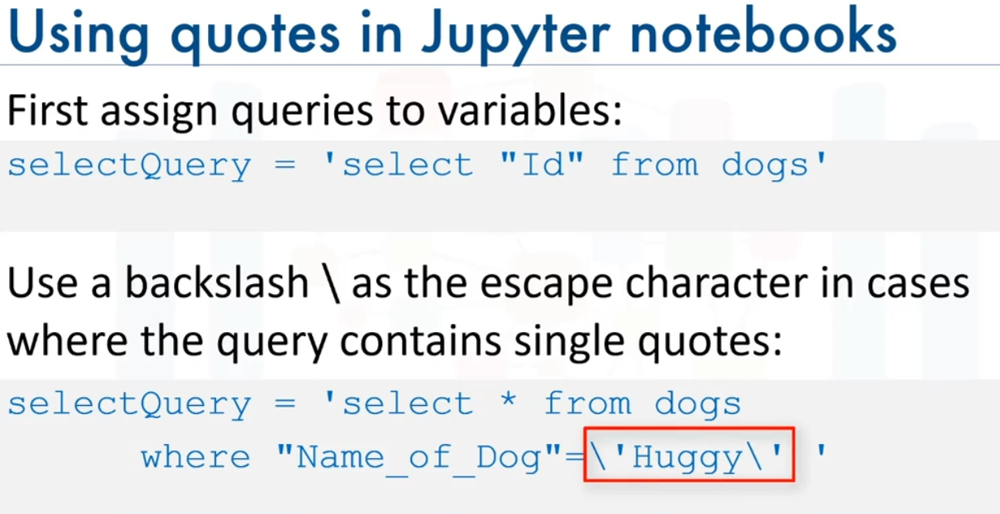 Using quotes in Jupyter notebooks
First assign queries to variables:
selectQuery = 'select "Id" from dogs'
Use a backslash \ as the escape character in cases
where the query contains single quotes:
selectQuery = 'select * from dogs
where "Name_of_Dog"=\'Huggy\' '